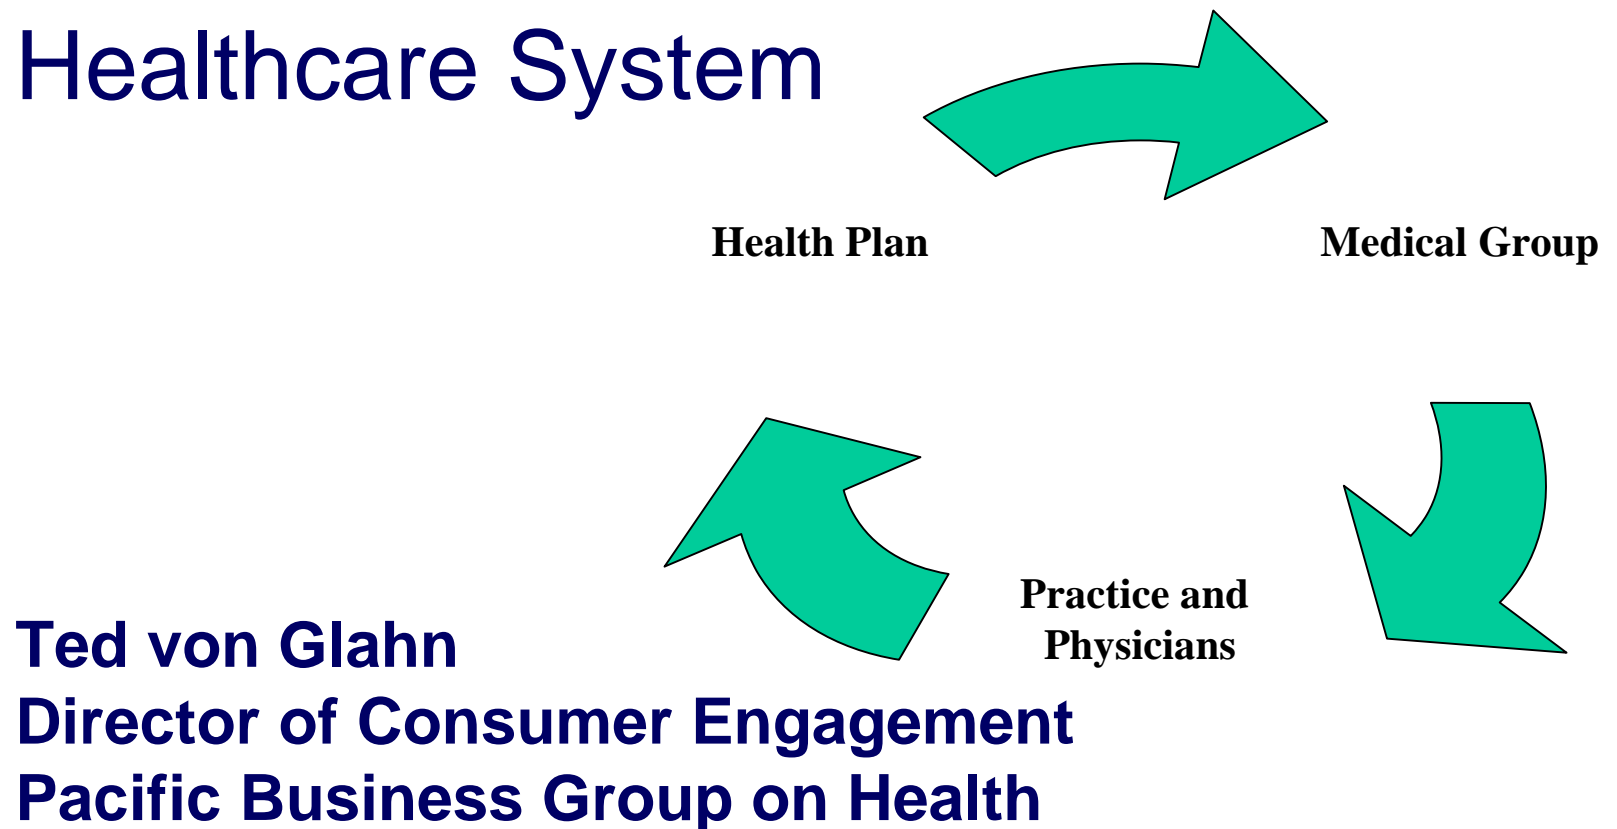 Healthcare System
Health Plan
Medical Group
Practice and
Physicians
Ted von Glahn
Director of Consumer Engagement
Pacific Business Group on Health